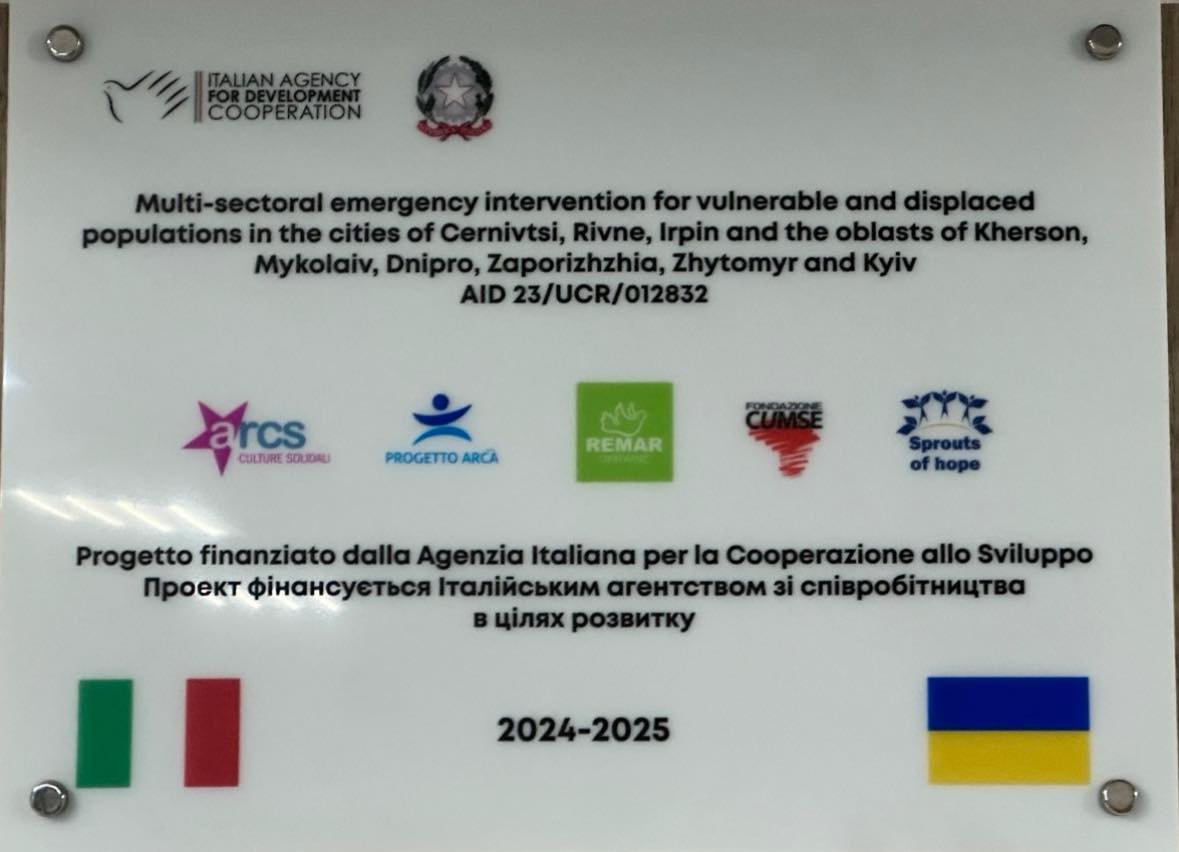 ITALIAN AGENCY
FOR DEVELOPMENT
COOPERATION
Multi-sectoral emergency intervention for vulnerable and displaced
populations in the cities of Cernivtsi, Rivne, Irpin and the oblasts of Kherson,
Mykolaiv, Dnipro, Zaporizhzhia, Zhytomyr and Kyiv
AID 23/UCR/012832
arcs
CULTURE SOLIDALI
PROGETTO ARCA
REMAR
UKRAINE
FONDAZIONE
CUMSE
Sprouts
of hope
Progetto finanziato dalla Agenzia Italiana per la Cooperazione allo Sviluppo
Проект фінансується Італійським агентством зі співробітництва
в цілях розвитку
2024-2025